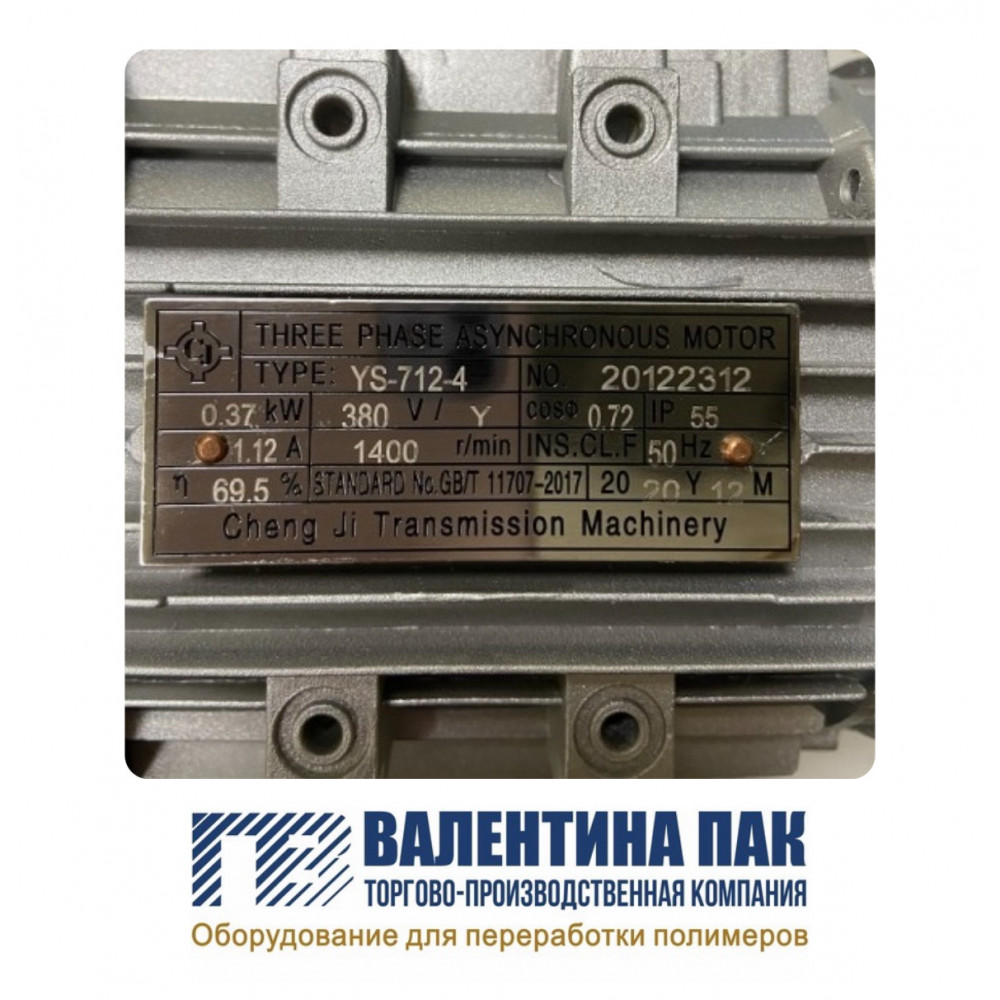 THREE PHASE ASYNCHRONOUS MOTOR
TYPE: YS-712-4 NO. 20122312
0.37 kW 380 V/ Y cosΦ 0.72 IP 55
1.12 A 1400 r/min INS.CL.F 50 Hz
η 69.5 % STANDARD No.GB/T 11707-2017 20 20 Y 12 M
Cheng Ji Transmission Machinery
ВАЛЕНТИНА ПАК
ТОРГОВО-ПРОИЗВОДСТВЕННАЯ КОМПАНИЯ
Оборудование для переработки полимеров